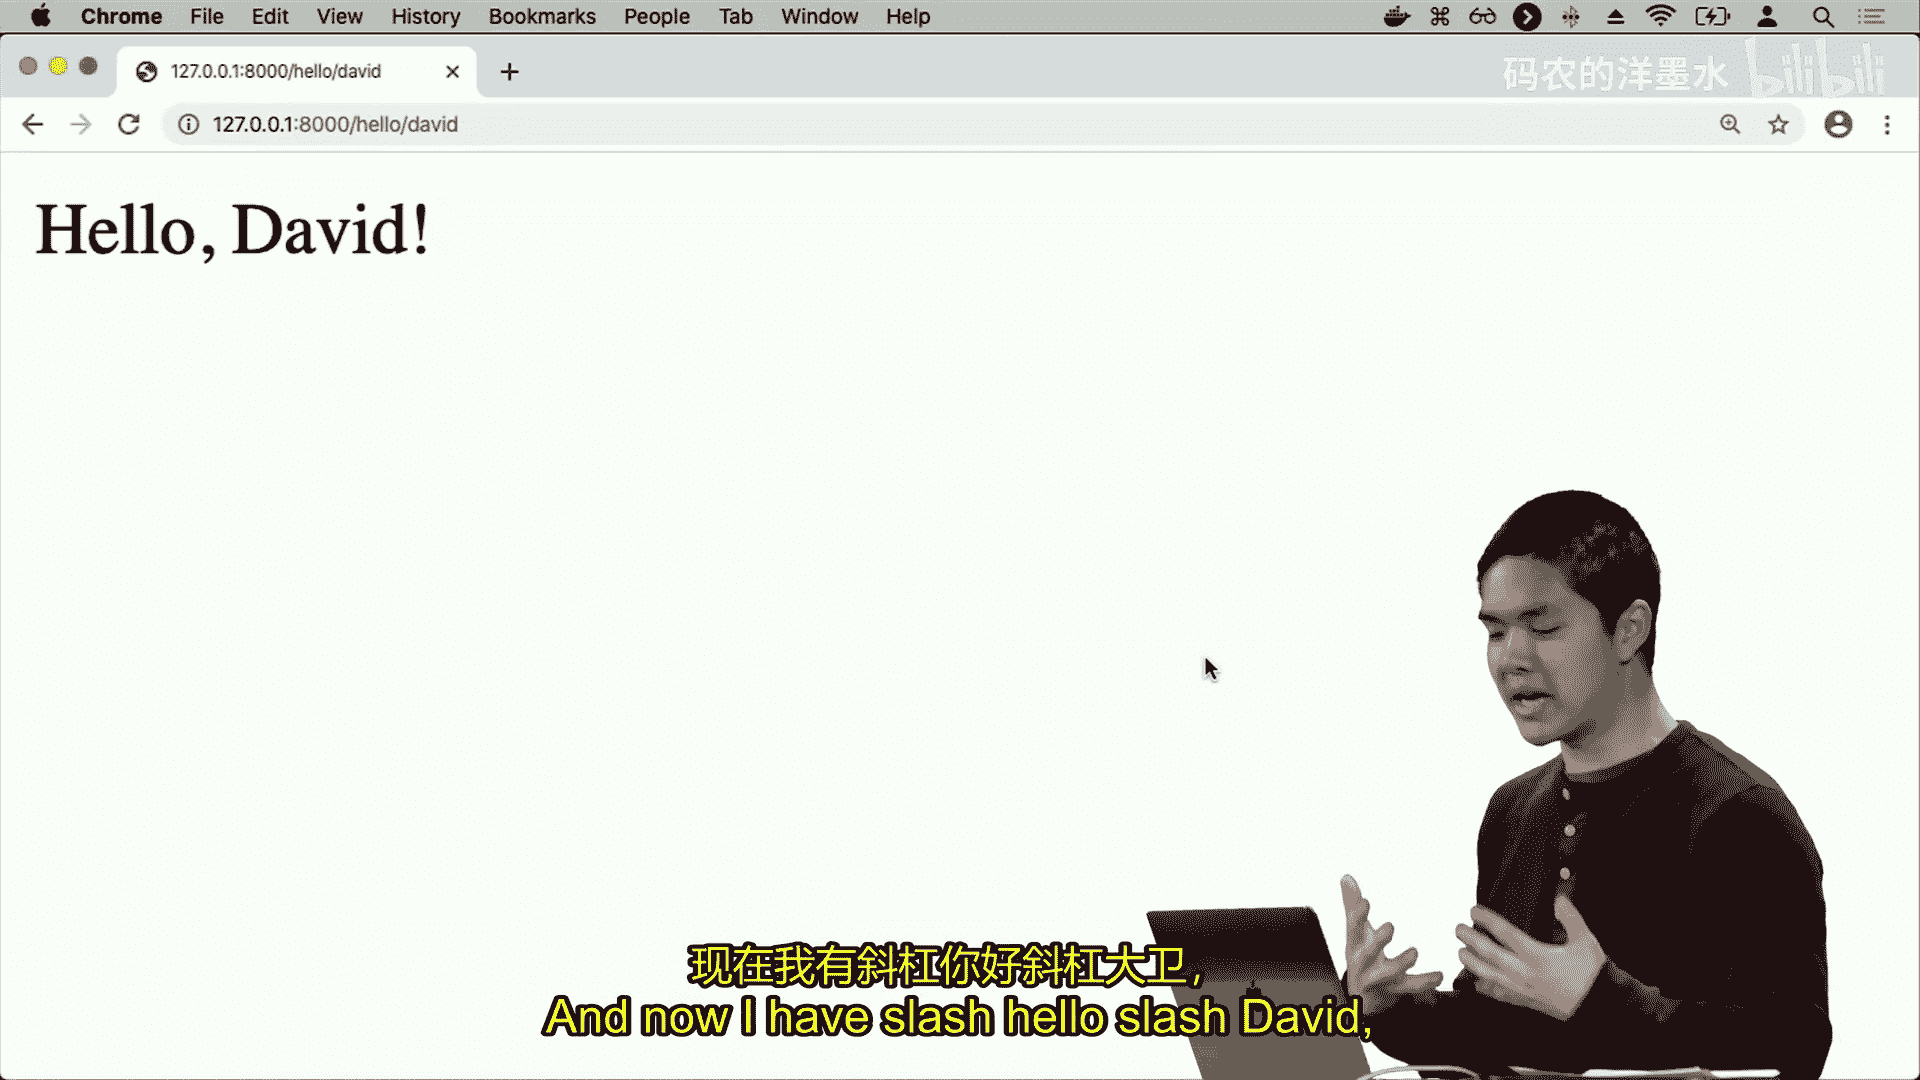 Chrome File Edit View History Bookmarks People Tab Window Help
127.0.0.1:8000/hello/david
码农的洋墨水 bilibili
127.0.0.1:8000/hello/david
Hello, David!
现在我有斜杠你好斜杠大卫,
And now I have slash hello slash David,